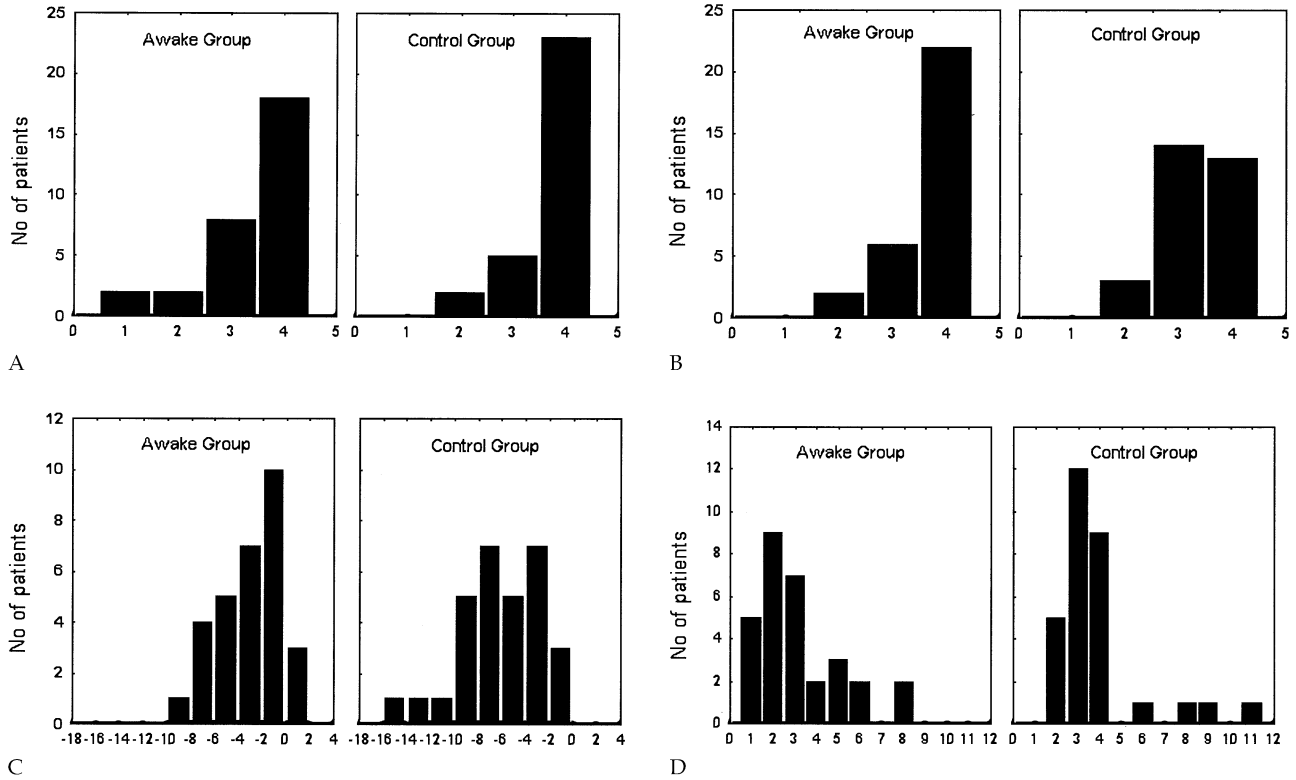 25
20
15
10
5
0
No of patients
Awake Group
Control Group
0 1 2 3 4 5
0 1 2 3 4 5
A
25
20
15
10
5
0
No of patients
Awake Group
Control Group
0 1 2 3 4 5
0 1 2 3 4 5
B
12
10
8
6
4
2
0
No of patients
Awake Group
Control Group
-18 -16 -14 -12 -10 -8 -6 -4 -2 0 2 4
-18 -16 -14 -12 -10 -8 -6 -4 -2 0 2 4
C
14
12
10
8
6
4
2
0
No of patients
Awake Group
Control Group
0 1 2 3 4 5 6 7 8 9 10 11 12
0 1 2 3 4 5 6 7 8 9 10 11 12
D